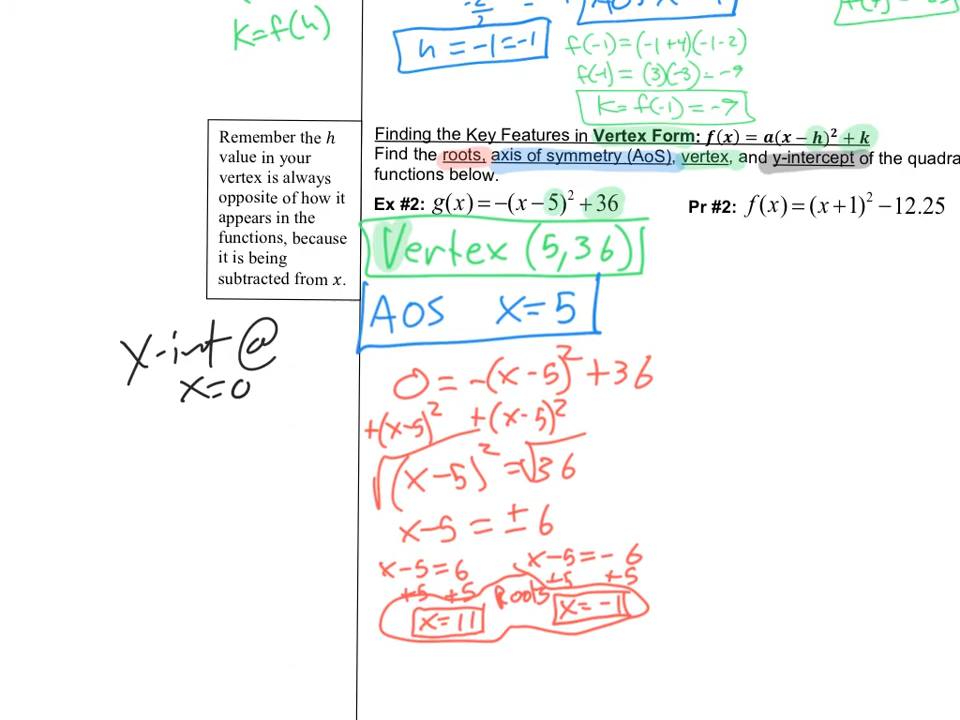 K=f(h)
h = -1 = -1
f(-1) = (-1+4)(-1-2)
f(-1) = (3)(-3) = -9
K = f(-1) = -9
Remember the h
value in your
vertex is always
opposite of how it
appears in the
functions, because
it is being
subtracted from x.
Finding the Key Features in Vertex Form: f(x) = a(x − h)² + k
Find the roots, axis of symmetry (AoS), vertex, and y-intercept of the quadra
functions below.
Ex #2: g(x) = −(x−5)² + 36
Pr #2: f(x) = (x+1)² − 12.25
Vertex (5,36)
AOS x=5
x-int @
x=0
0 = -(x-5)² + 36
+(x-5)² +(x-5)²
√(x-5)² = √36
x-5 = ± 6
x-5=6 x-5=-6
+5 +5 +5 +5
Roots
x=11 x=-1